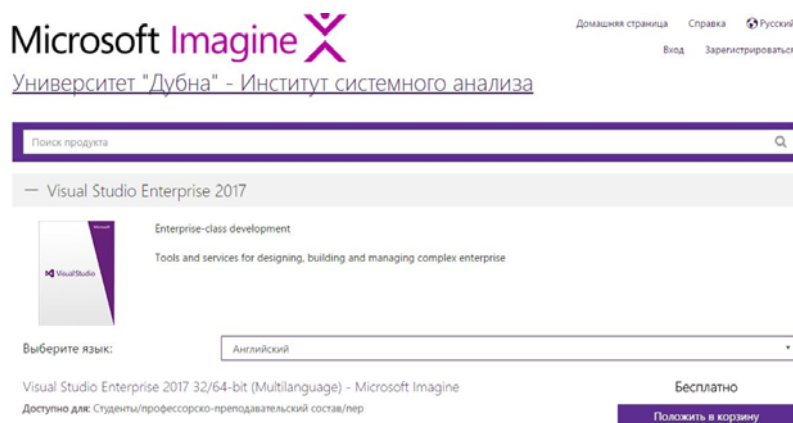 Microsoft Imagine
Домашняя страница Справка Русский
Вход Зарегистрироваться
Университет "Дубна" - Институт системного анализа
Поиск продукта
— Visual Studio Enterprise 2017
Microsoft
Visual Studio
Enterprise-class development
Tools and services for designing, building and managing complex enterprise
Выберите язык: Английский
Visual Studio Enterprise 2017 32/64-bit (Multilanguage) - Microsoft Imagine
Бесплатно
Доступно для: Студенты/профессорско-преподавательский состав/пер
Положить в корзину